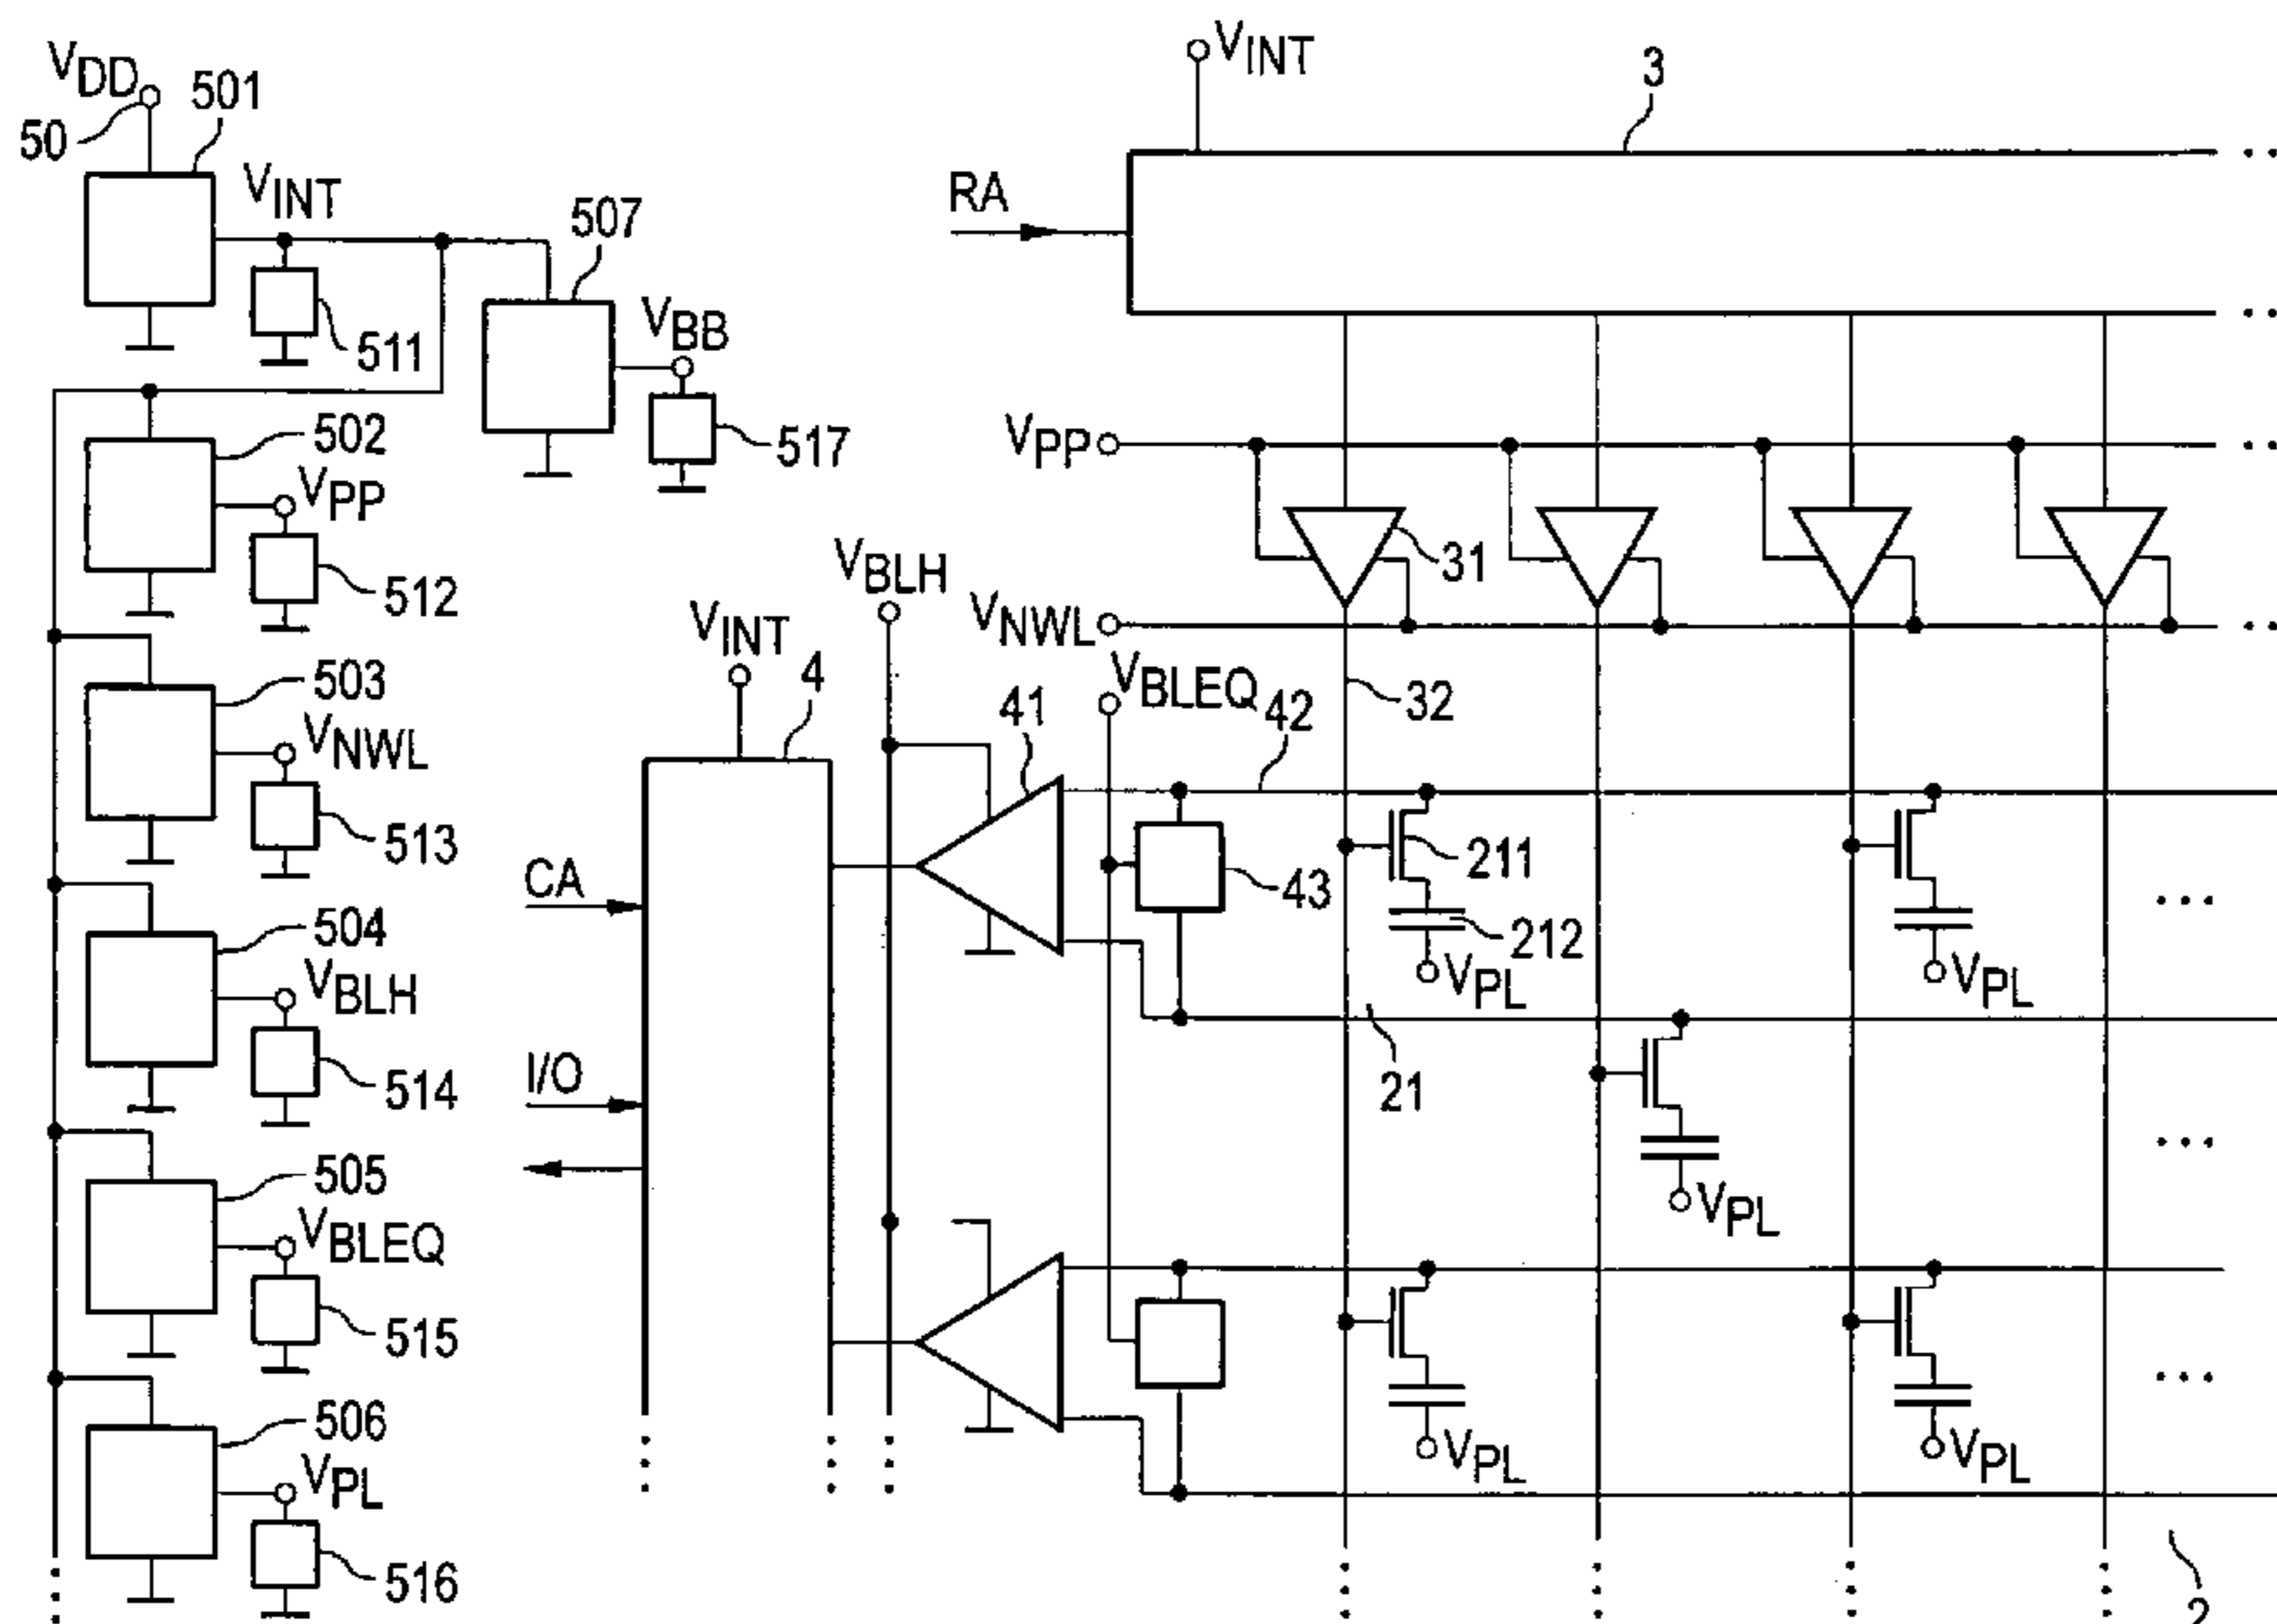 VDD
50
501
VINT
511
507
VBB
517
502
VPP
512
503
VNWL
513
504
VBLH
514
505
VBLEQ
515
506
VPL
516
VINT
3
RA
VPP
31
VNWL
32
VBLH
VINT
4
CA
I/O
41
VBLEQ
42
43
211
212
VPL
VPL
21
VPL
VPL
VPL
2